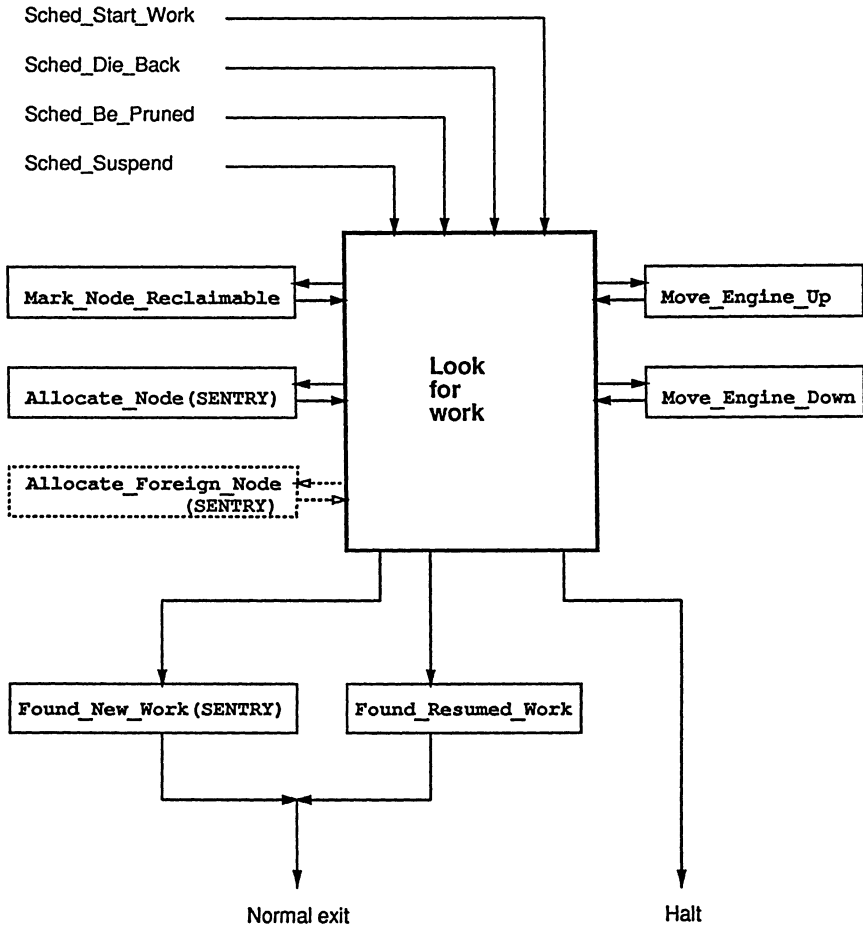 Sched_Start_Work
Sched_Die_Back
Sched_Be_Pruned
Sched_Suspend
Mark_Node_Reclaimable
Move_Engine_Up
Look
for
work
Allocate_Node(SENTRY)
Move_Engine_Down
Allocate_Foreign_Node
(SENTRY)
Found_New_Work(SENTRY)
Found_Resumed_Work
Normal exit
Halt